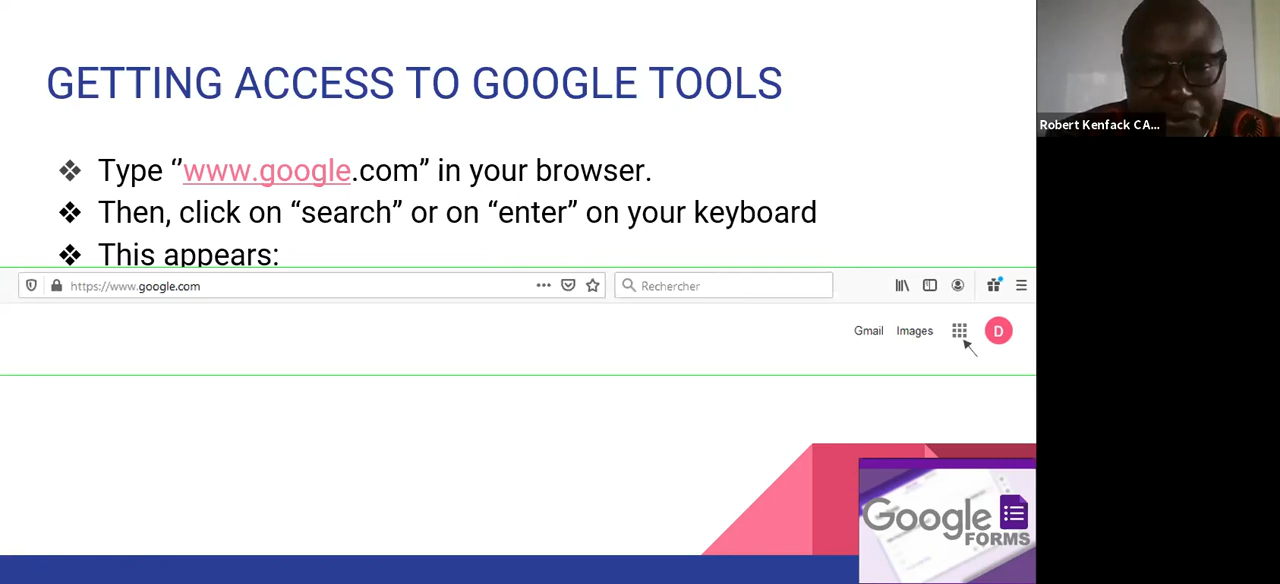 GETTING ACCESS TO GOOGLE TOOLS
Robert Kenfack CA...
❖ Type ‘’www.google.com” in your browser.
❖ Then, click on “search” or on “enter” on your keyboard
❖ This appears:
https://www.google.com
Rechercher
Gmail Images D
Google
FORMS